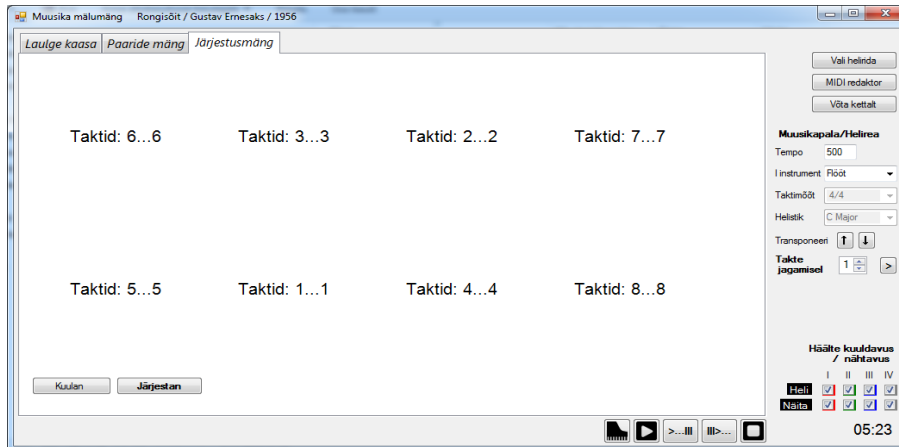 Muusika mälumäng Rongisõit / Gustav Ernesaks / 1956
Laulge kaasa Paaride mäng Järjestusmäng
Taktid: 6...6 Taktid: 3...3 Taktid: 2...2 Taktid: 7...7
Taktid: 5...5 Taktid: 1...1 Taktid: 4...4 Taktid: 8...8
Kuulan Järjestan
Vali helirida
MIDI redaktor
Võta kettalt
Muusikapala/Helirea
Tempo 500
I instrument Flööt
Taktimõõt 4/4
Helistik C Major
Transponeeri ↑ ↓
Takte
jagamisel 1 >
Häälte kuuldavus
/ nähtavus
I II III IV
Heli
Näita
>...III III>...
05:23